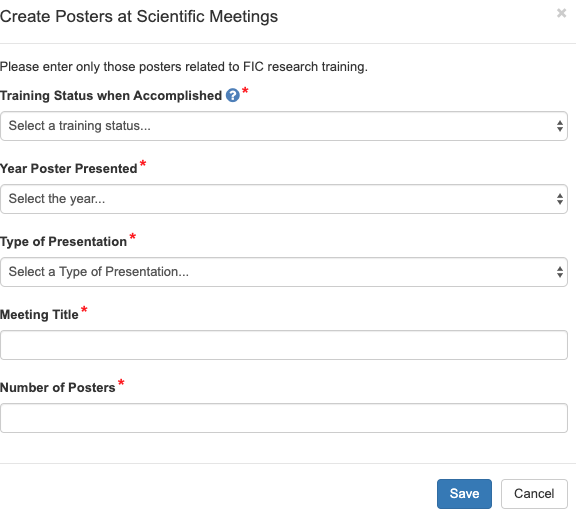 Create Posters at Scientific Meetings ×
Please enter only those posters related to FIC research training.
Training Status when Accomplished ? *
Select a training status...
Year Poster Presented *
Select the year...
Type of Presentation *
Select a Type of Presentation...
Meeting Title *
Number of Posters *
Save Cancel